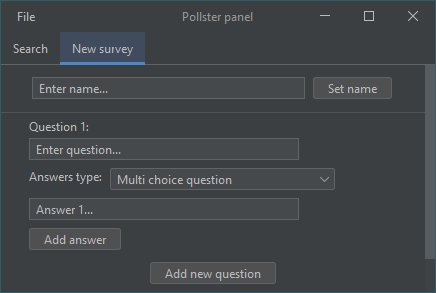 File Pollster panel
Search New survey
Enter name... Set name
Question 1:
Enter question...
Answers type: Multi choice question
Answer 1...
Add answer
Add new question